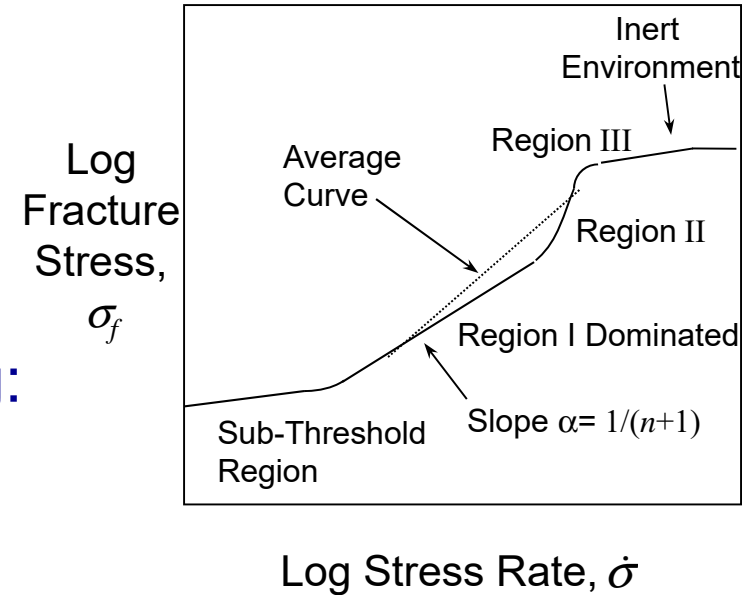 Inert
Environment
Region III
Average
Curve
Log
Fracture
Stress,
σf
Region II
Region I Dominated
:
Slope α= 1/(n+1)
Sub-Threshold
Region
Log Stress Rate, σ̇